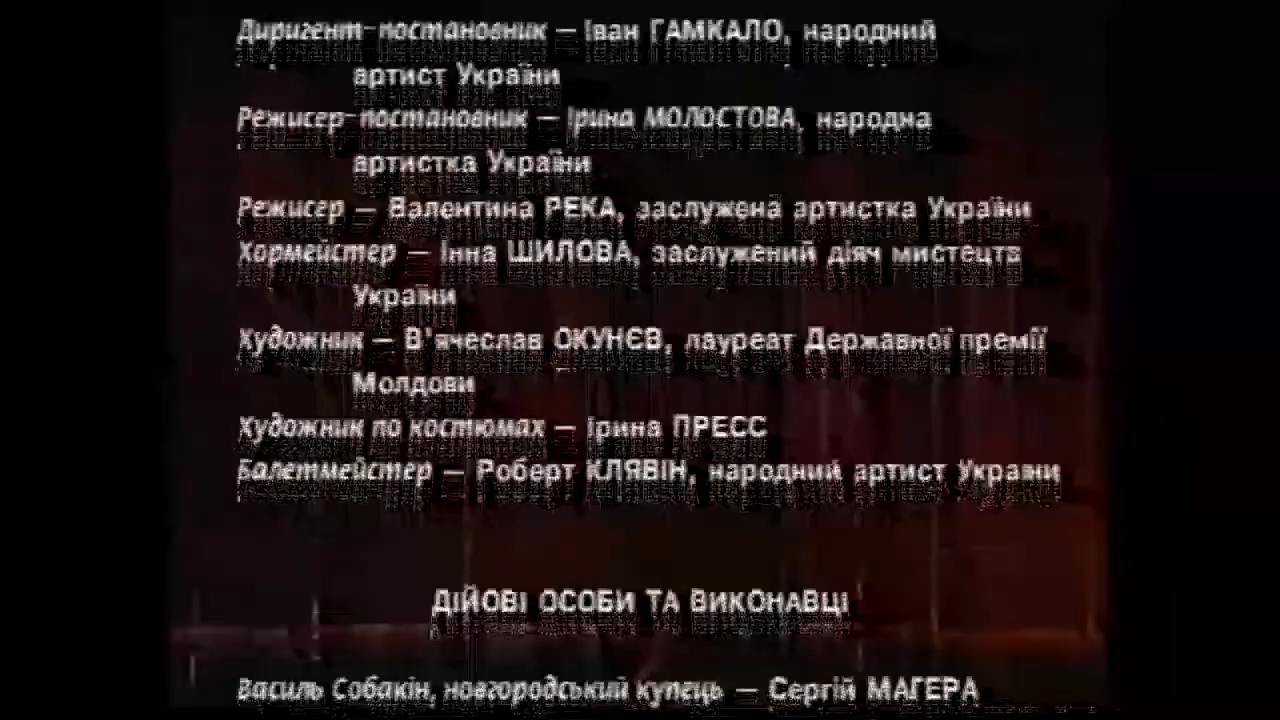 Диригент-постановник — Іван ГАМКАЛО, народний
артист України
Режисер-постановник — Ірина МОЛОСТОВА, народна
артистка України
Режисер — Валентина РЕКА, заслужена артистка України
Хормейстер — Інна ШИЛОВА, заслужений діяч мистецтв
України
Художник — В'ячеслав ОКУНЄВ, лауреат Державної премії
Молдови
Художник по костюмах — Ірина ПРЕСС
Балетмейстер — Роберт КЛЯВІН, народний артист України
ДІЙОВІ ОСОБИ ТА ВИКОНАВЦІ
Василь Собакін, новгородський купець — Сергій МАГЕРА